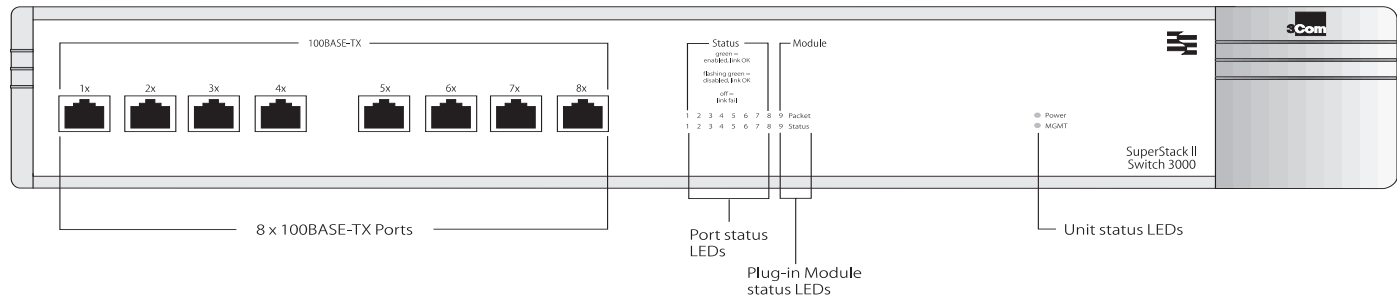 3Com
100BASE-TX
Status
Module
green =
enabled, link OK
flashing green =
disabled, link OK
off =
link fail
1x 2x 3x 4x 5x 6x 7x 8x
1 2 3 4 5 6 7 8 9 Packet
1 2 3 4 5 6 7 8 9 Status
Power
MGMT
SuperStack II
Switch 3000
8 x 100BASE-TX Ports
Port status
LEDs
Plug-in Module
status LEDs
Unit status LEDs